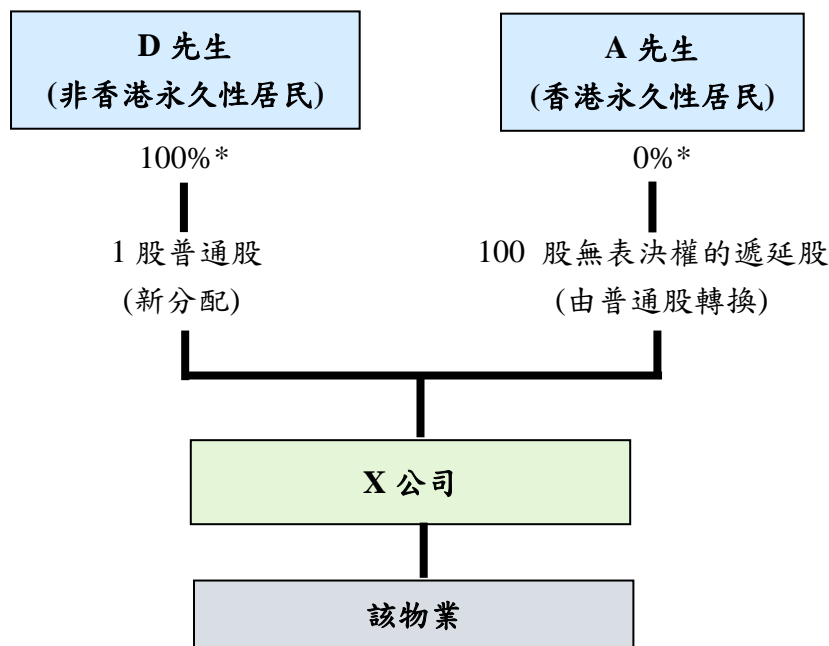 D 先生
(非香港永久性居民)
A 先生
(香港永久性居民)
100%*
0%*
1 股普通股
(新分配)
100 股無表決權的遞延股
(由普通股轉換)
X 公司
該物業